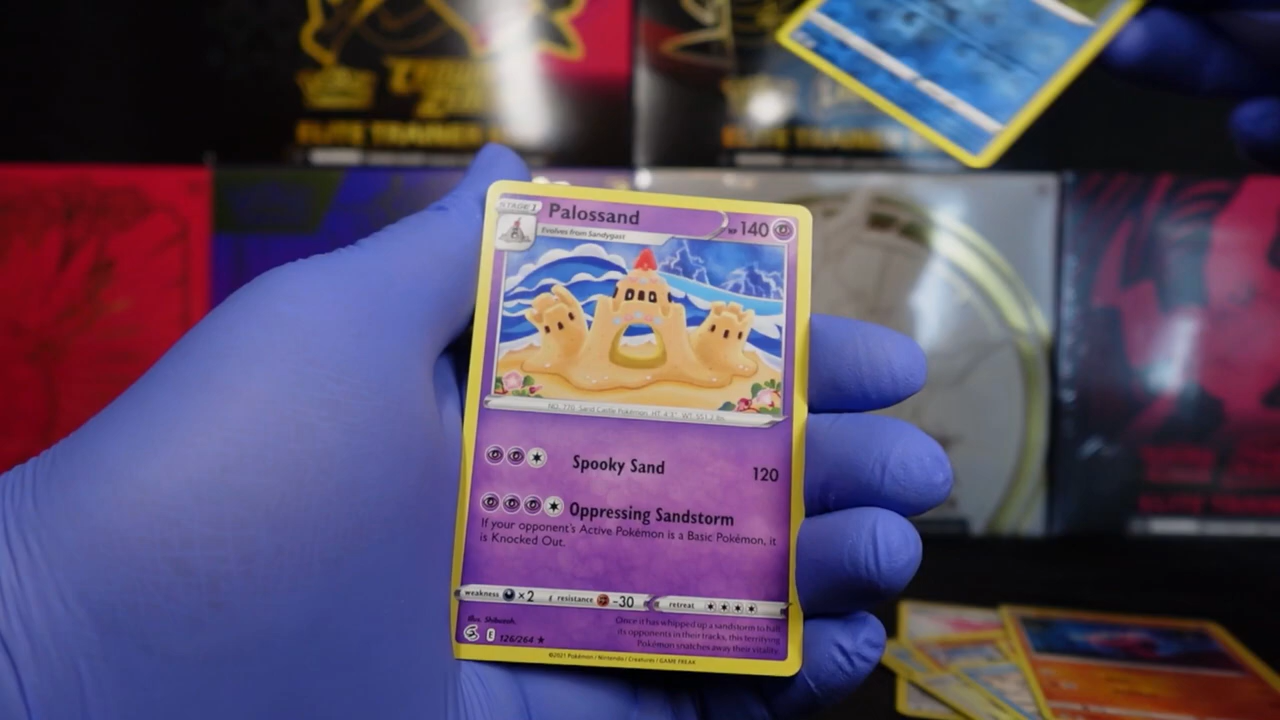 ELITE TRAINER
STAGE 1
Palossand
HP 140
Evolves from Sandygast
NO. 770 Sand Castle Pokémon HT: 4'3" WT: 551.2 lbs.
Spooky Sand 120
Oppressing Sandstorm
If your opponent's Active Pokémon is a Basic Pokémon, it
is Knocked Out.
weakness ×2 resistance -30 retreat
Illus. Shibuzoh.
Once it has whipped up a sandstorm to halt
its opponents in their tracks, this terrifying
Pokémon snatches away their vitality.
E 126/264 ★
©2021 Pokémon / Nintendo / Creatures / GAME FREAK